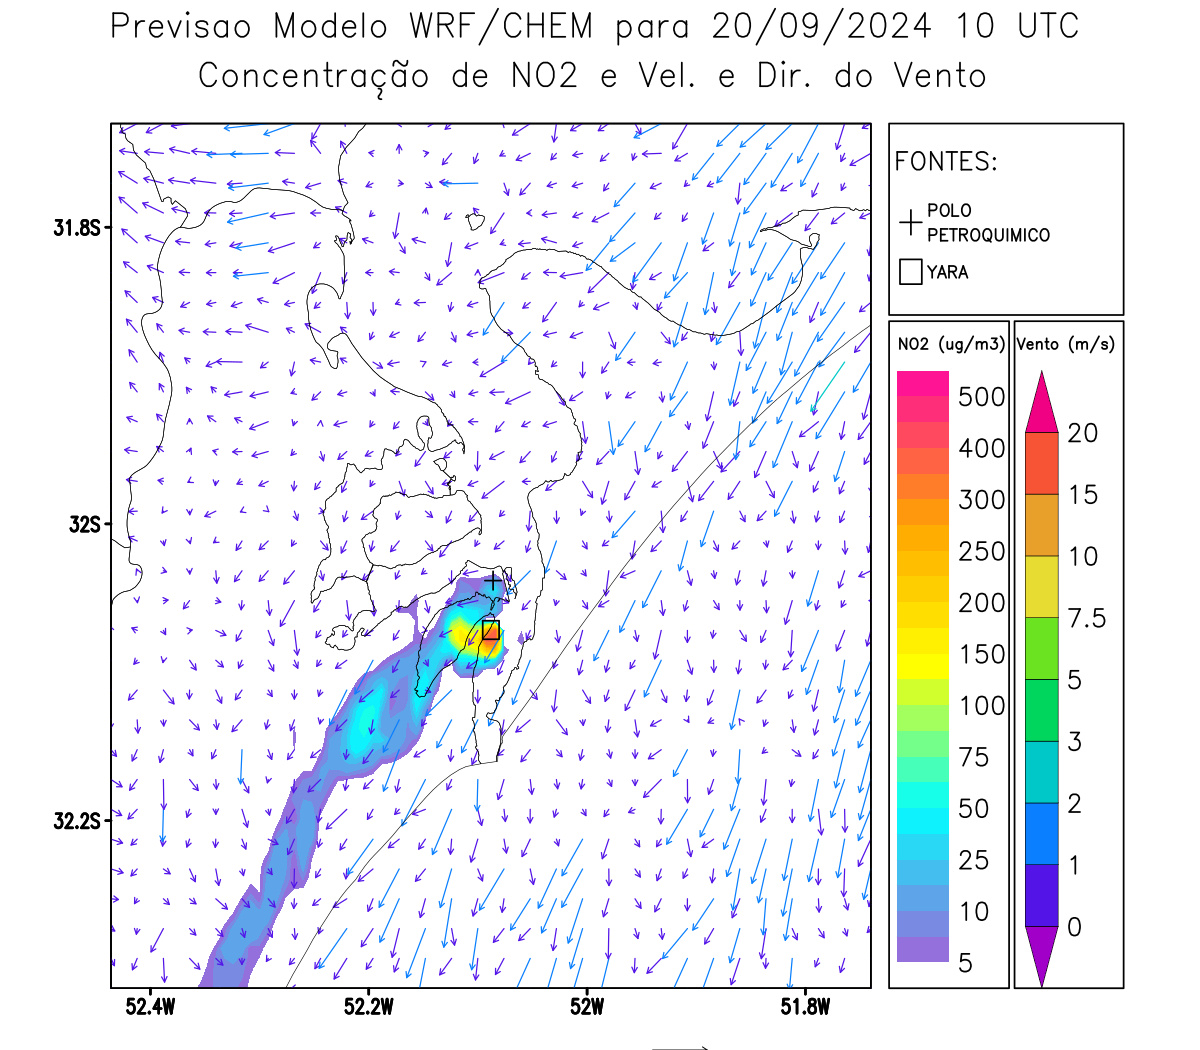 Previsao Modelo WRF/CHEM para 20/09/2024 10 UTC
Concentração de NO2 e Vel. e Dir. do Vento
FONTES:
POLO
PETROQUIMICO
YARA
NO2 (ug/m3)
500
400
300
250
200
150
100
75
50
25
10
5
Vento (m/s)
20
15
10
7.5
5
3
2
1
0
31.8S
32S
32.2S
52.4W
52.2W
52W
51.8W